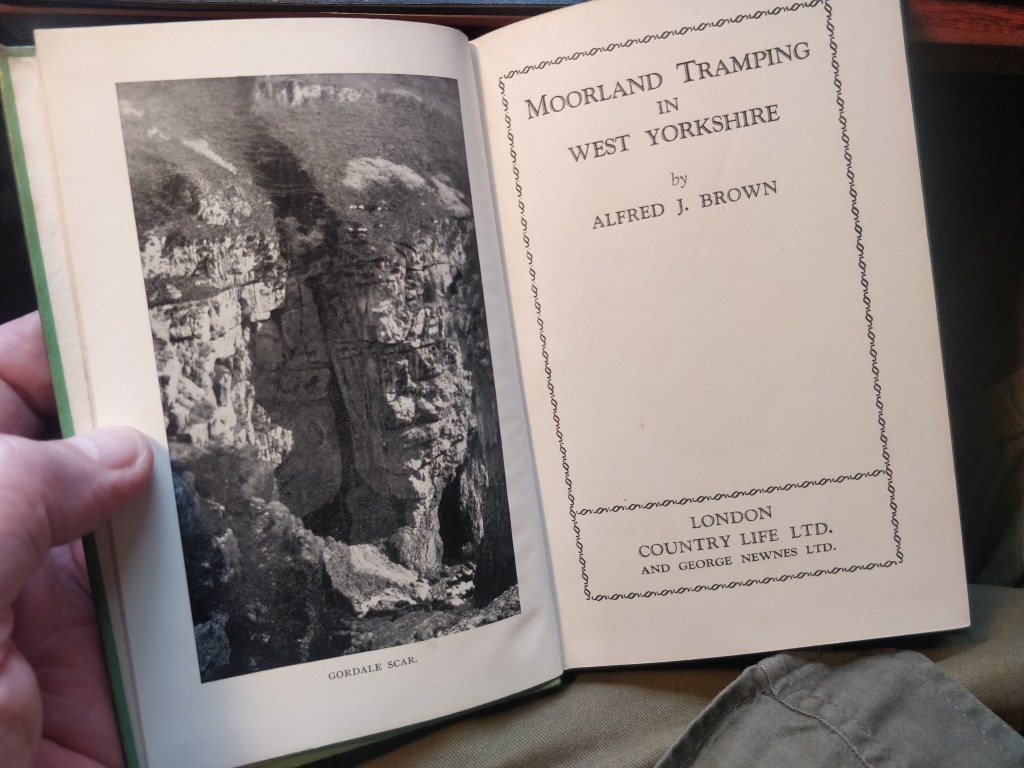 GORDALE SCAR.
MOORLAND TRAMPING
IN
WEST YORKSHIRE
by
ALFRED J. BROWN
LONDON
COUNTRY LIFE LTD.
AND GEORGE NEWNES LTD.